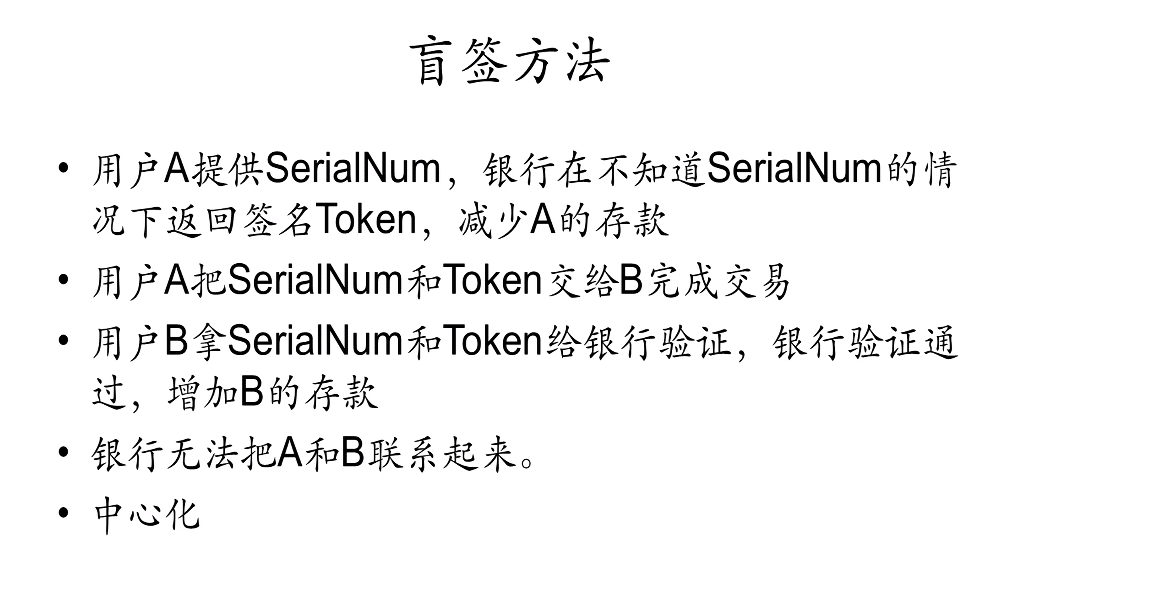 盲签方法
• 用户A提供SerialNum，银行在不知道SerialNum的情
况下返回签名Token，减少A的存款
• 用户A把SerialNum和Token交给B完成交易
• 用户B拿SerialNum和Token给银行验证，银行验证通
过，增加B的存款
• 银行无法把A和B联系起来。
• 中心化